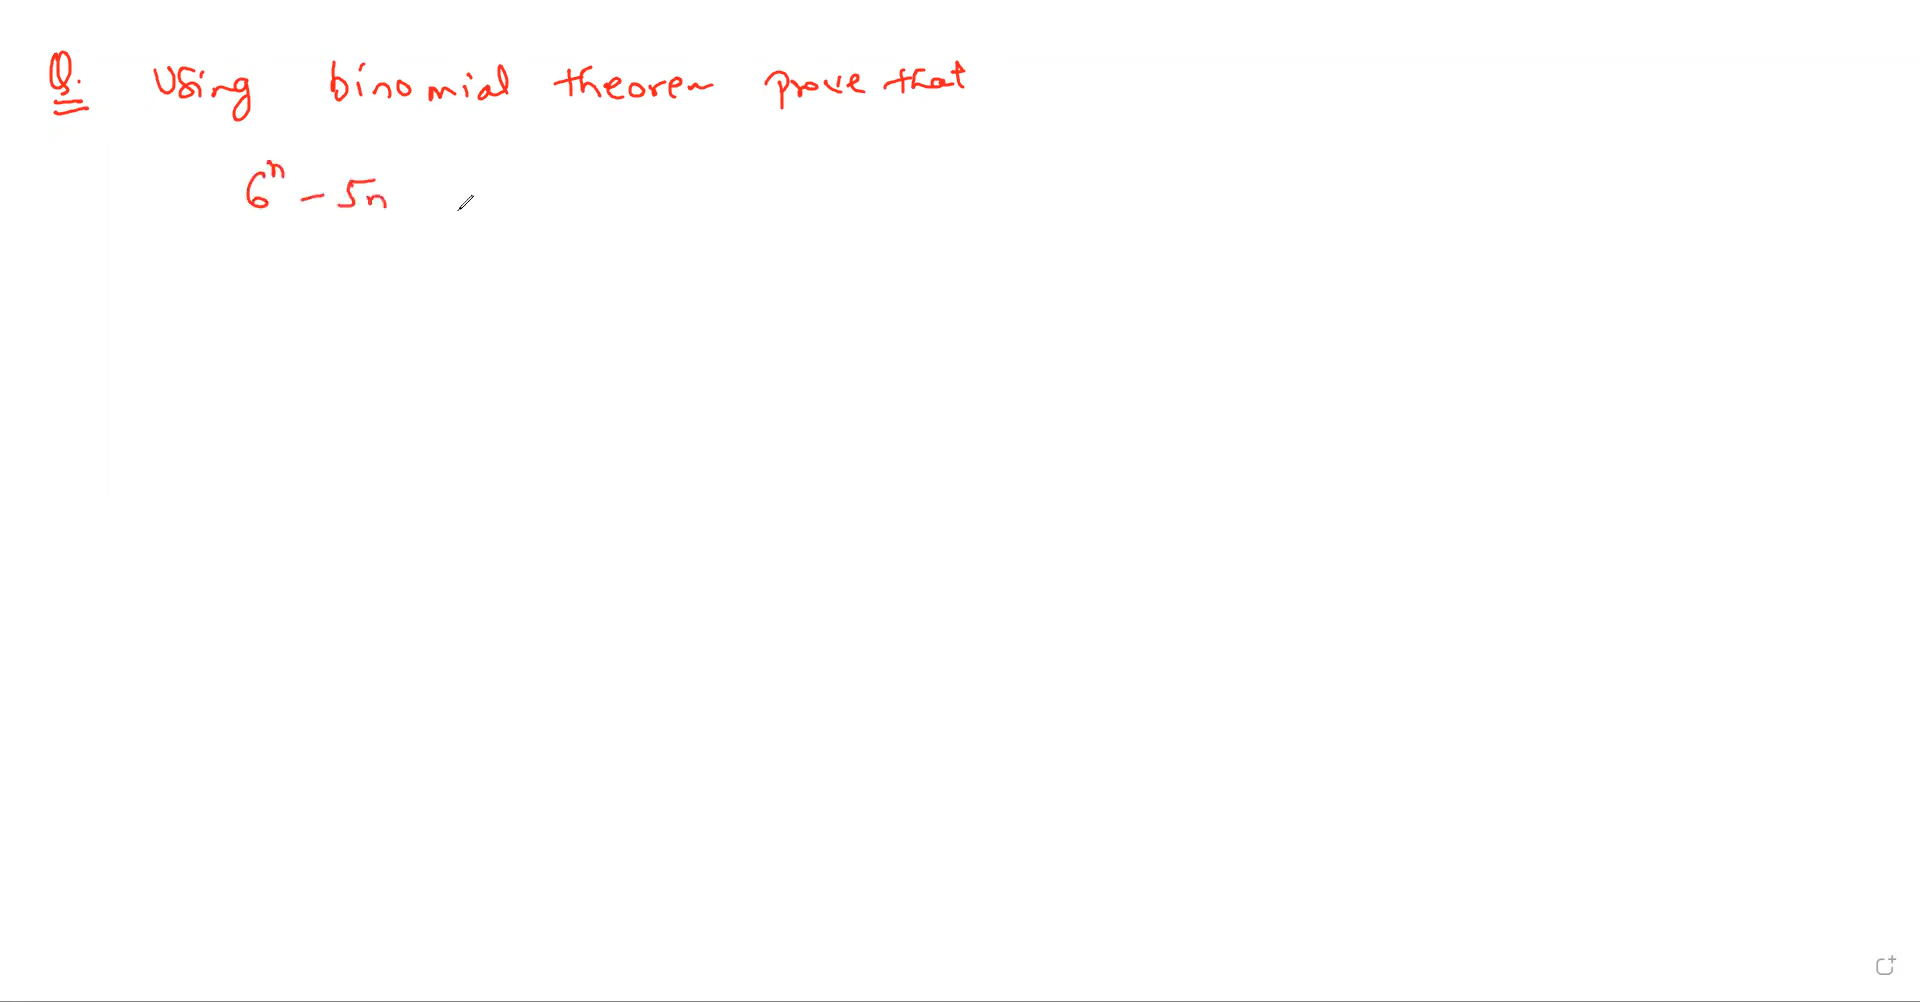 Q. Using binomial theorem prove that
6ⁿ - 5n